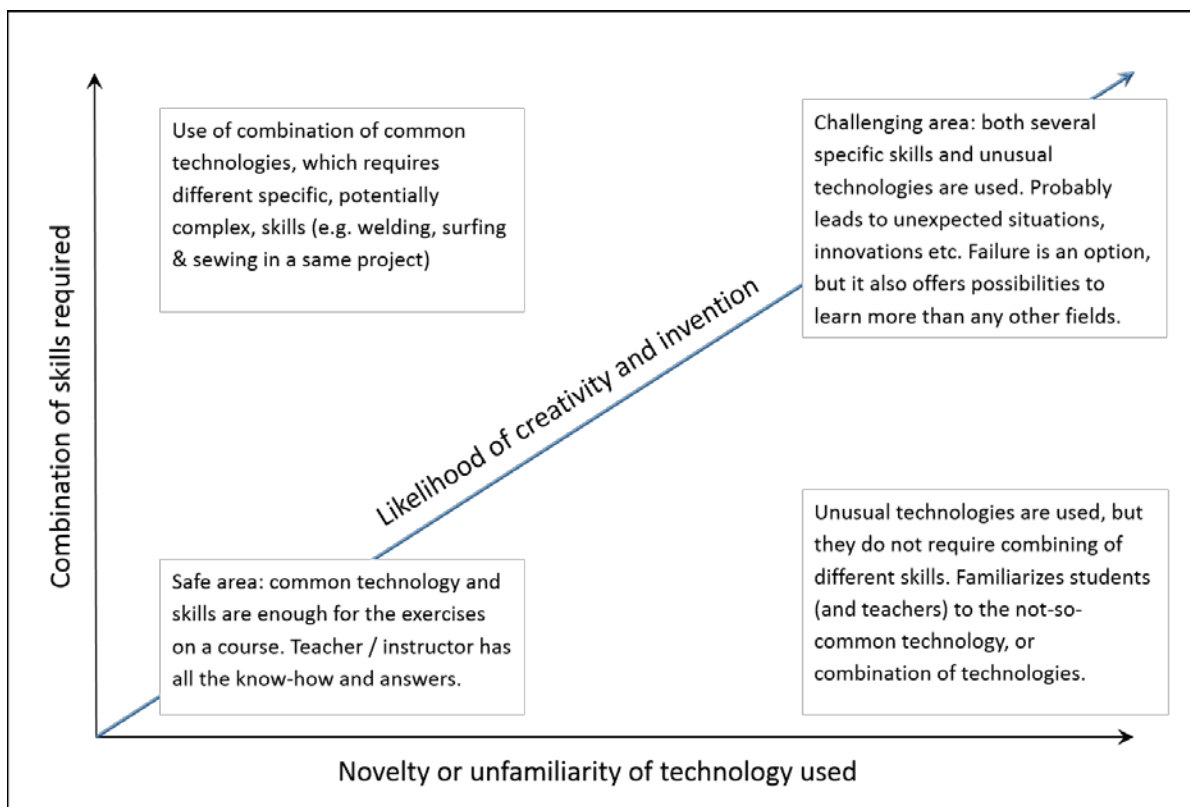 Use of combination of common
technologies, which requires
different specific, potentially
complex, skills (e.g. welding, surfing
& sewing in a same project)
Challenging area: both several
specific skills and unusual
technologies are used. Probably
leads to unexpected situations,
innovations etc. Failure is an option,
but it also offers possibilities to
learn more than any other fields.
Combination of skills required
Likelihood of creativity and invention
Safe area: common technology and
skills are enough for the exercises
on a course. Teacher / instructor has
all the know-how and answers.
Unusual technologies are used, but
they do not require combining of
different skills. Familiarizes students
(and teachers) to the not-so-
common technology, or
combination of technologies.
Novelty or unfamiliarity of technology used